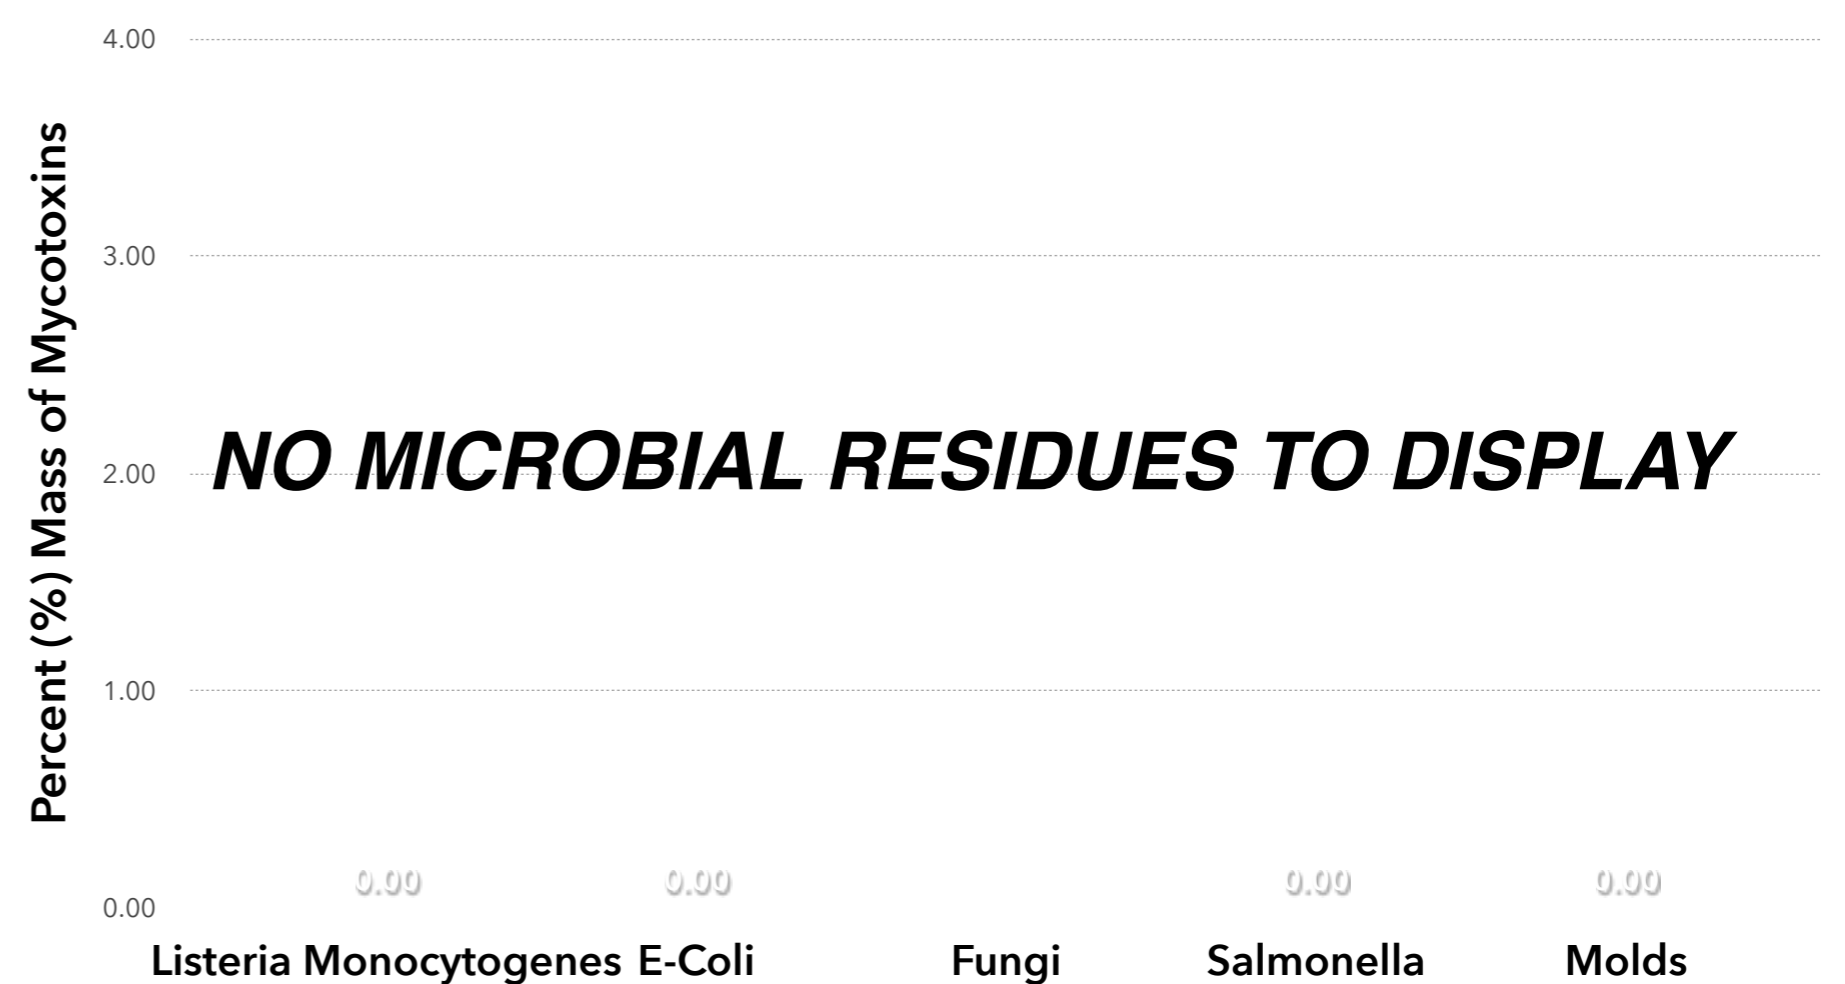 4.00
3.00
2.00
1.00
0.00
Percent (%) Mass of Mycotoxins
NO MICROBIAL RESIDUES TO DISPLAY
0.00 0.00 0.00 0.00
Listeria Monocytogenes E-Coli Fungi Salmonella Molds